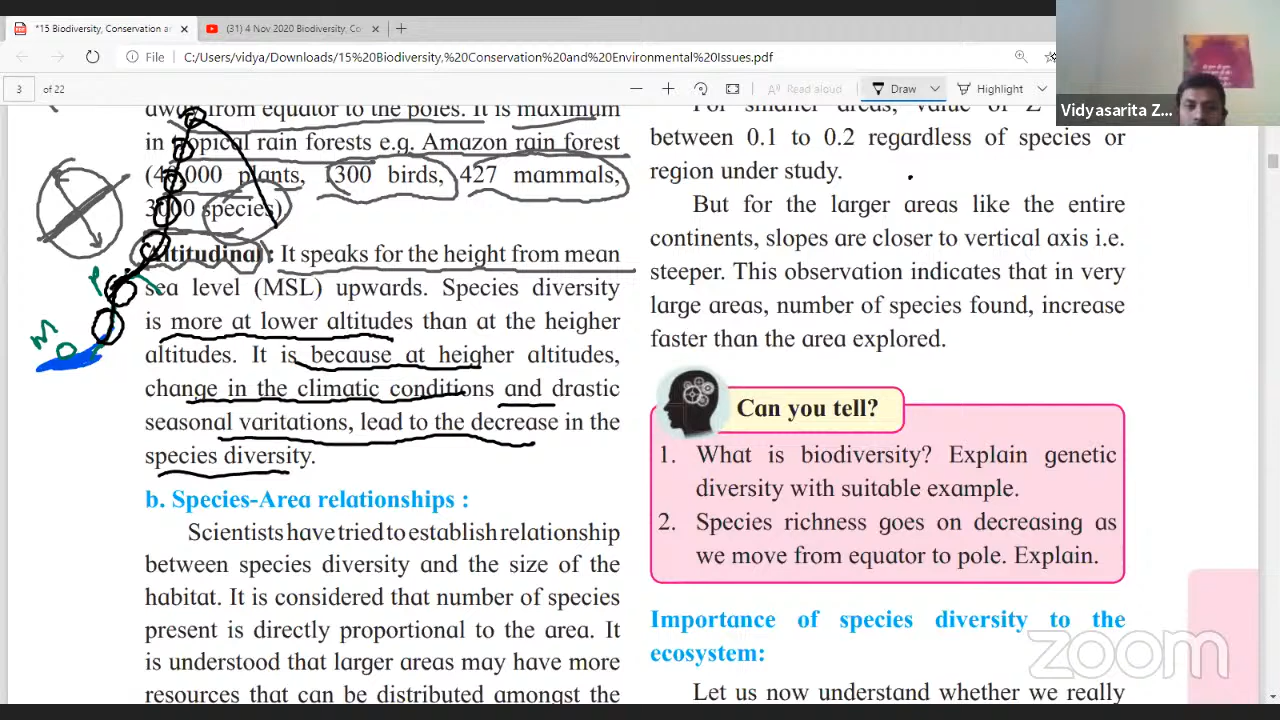 *15 Biodiversity, Conservation a
(31) 4 Nov 2020 Biodiversity, Co
File
C:/Users/vidya/Downloads/15%20Biodiversity,%20Conservation%20and%20Environmental%20Issues.pdf
3
of 22
Read aloud
Draw
Highlight
Vidyasarita Z...
away from equator to the poles. It is maximum
in tropical rain forests e.g. Amazon rain forest
(40,000 plants, 1300 birds, 427 mammals,
3000 species).
Altitudinal : It speaks for the height from mean
sea level (MSL) upwards. Species diversity
is more at lower altitudes than at the heigher
altitudes. It is because at heigher altitudes,
change in the climatic conditions and drastic
seasonal varitations, lead to the decrease in the
species diversity.
M
P
b. Species-Area relationships :
Scientists have tried to establish relationship
between species diversity and the size of the
habitat. It is considered that number of species
present is directly proportional to the area. It
is understood that larger areas may have more
resources that can be distributed amongst the
For smaller areas, value of Z
between 0.1 to 0.2 regardless of species or
region under study.
But for the larger areas like the entire
continents, slopes are closer to vertical axis i.e.
steeper. This observation indicates that in very
large areas, number of species found, increase
faster than the area explored.
Can you tell?
1. What is biodiversity? Explain genetic
diversity with suitable example.
2. Species richness goes on decreasing as
we move from equator to pole. Explain.
Importance of species diversity to the
ecosystem:
Let us now understand whether we really
zoom